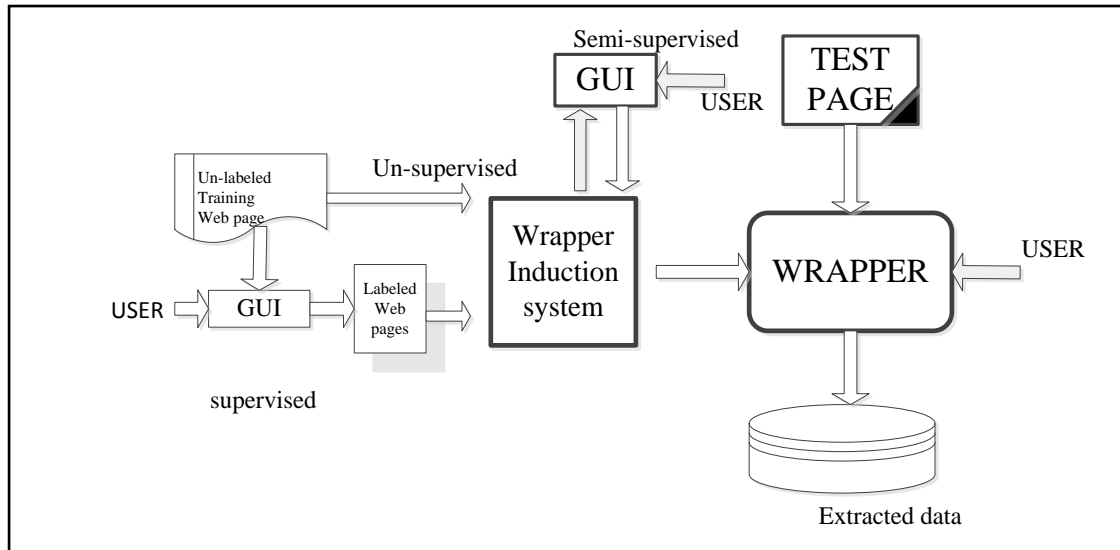 Semi-supervised
GUI
USER
TEST
PAGE
Un-supervised
Un-labeled
Training
Web page
Wrapper
Induction
system
WRAPPER
USER
USER
GUI
Labeled
Web
pages
supervised
Extracted data